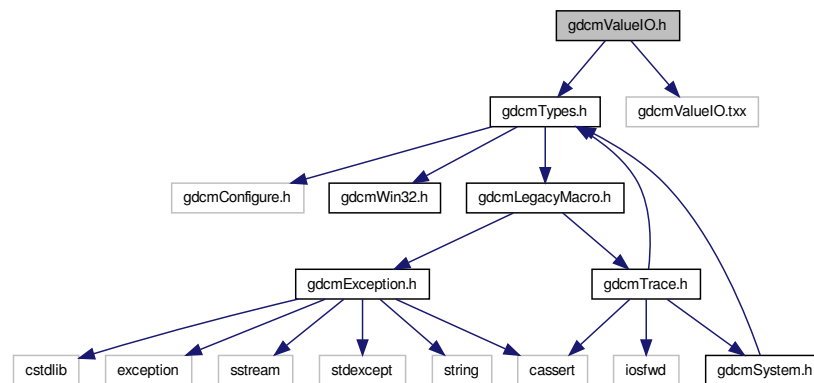 gdcmValueIO.h
gdcmTypes.h
gdcmValueIO.txx
gdcmConfigure.h
gdcmWin32.h
gdcmLegacyMacro.h
gdcmException.h
gdcmTrace.h
cstdlib
exception
sstream
stdexcept
string
cassert
iosfwd
gdcmSystem.h